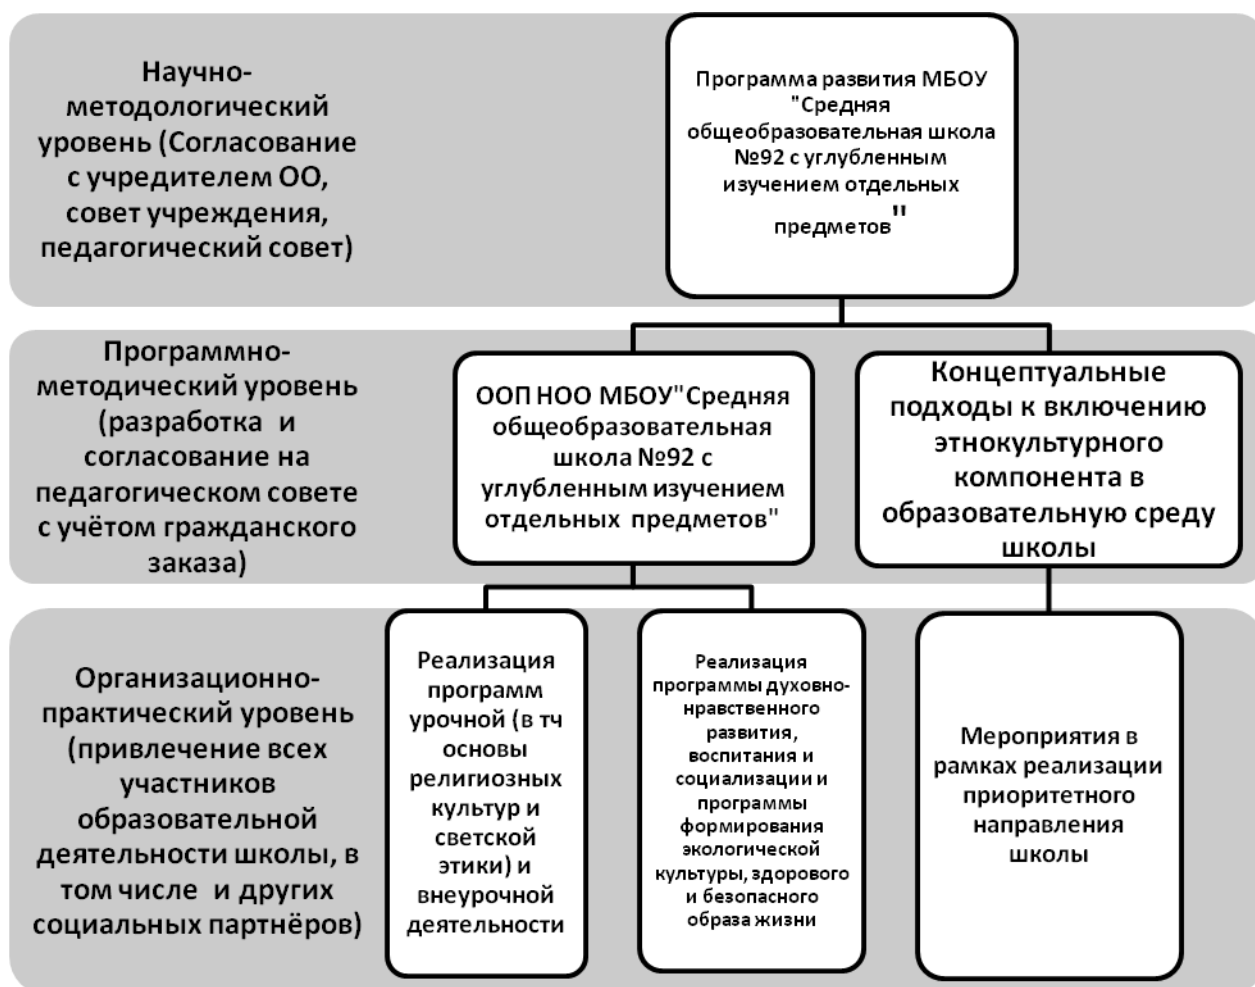 Научно-
методологический
уровень (Согласование
с учредителем ОО,
совет учреждения,
педагогический совет)
Программа развития МБОУ
"Средняя
общеобразовательная школа
№92 с углубленным
изучением отдельных
предметов"
Программно-
методический уровень
(разработка и
согласование на
педагогическом совете
с учётом гражданского
заказа)
ООП НОО МБОУ"Средняя
общеобразовательная
школа №92 с
углубленным изучением
отдельных предметов"
Концептуальные
подходы к включению
этнокультурного
компонента в
образовательную среду
школы
Организационно-
практический уровень
(привлечение всех
участников
образовательной
деятельности школы, в
том числе и других
социальных партнёров)
Реализация
программ
урочной (в тч
основы
религиозных
культур и
светской
этики) и
внеурочной
деятельности
Реализация
программы духовно-
нравственного
развития,
воспитания и
социализации и
программы
формирования
экологической
культуры, здорового
и безопасного
образа жизни
Мероприятия в
рамках реализации
приоритетного
направления
школы